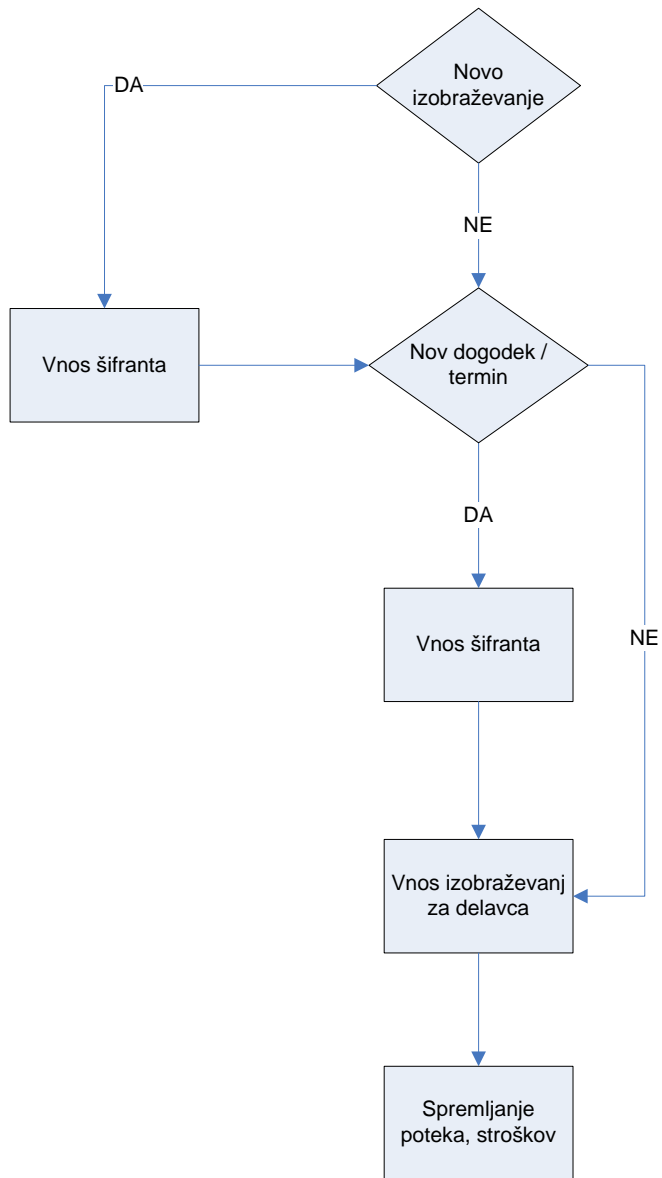 Novo
izobraževanje
DA
NE
Vnos šifranta
Nov dogodek /
termin
DA
Vnos šifranta
NE
Vnos izobraževanj
za delavca
Spremljanje
poteka, stroškov